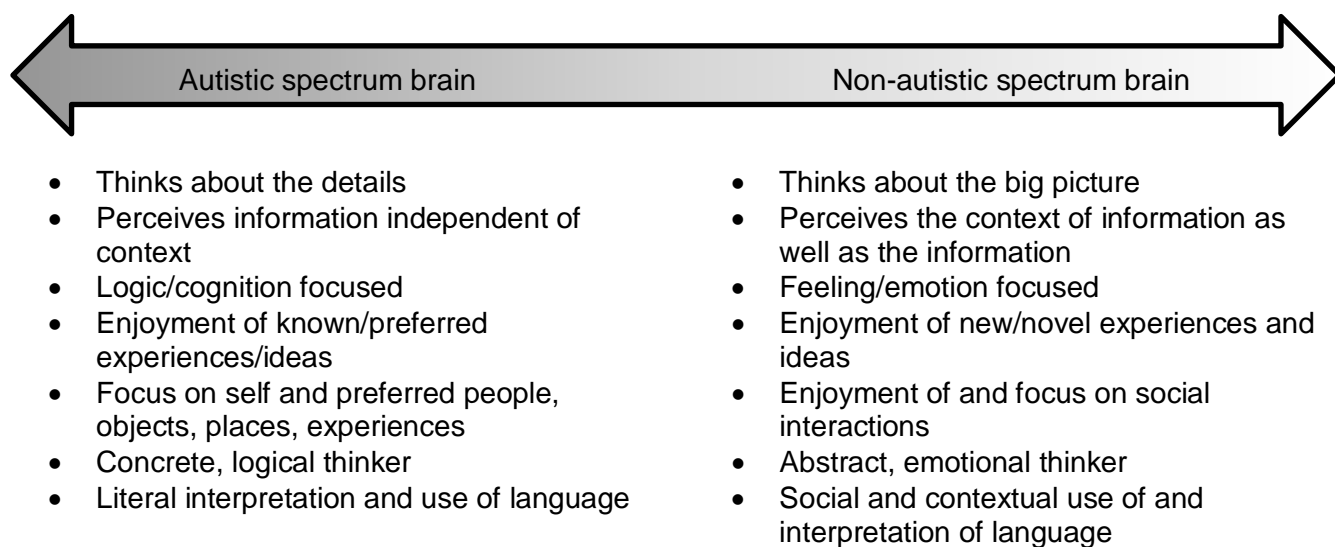 Autistic spectrum brain
Non-autistic spectrum brain
• Thinks about the details
• Perceives information independent of
context
• Logic/cognition focused
• Enjoyment of known/preferred
experiences/ideas
• Focus on self and preferred people,
objects, places, experiences
• Concrete, logical thinker
• Literal interpretation and use of language
• Thinks about the big picture
• Perceives the context of information as
well as the information
• Feeling/emotion focused
• Enjoyment of new/novel experiences and
ideas
• Enjoyment of and focus on social
interactions
• Abstract, emotional thinker
• Social and contextual use of and
interpretation of language